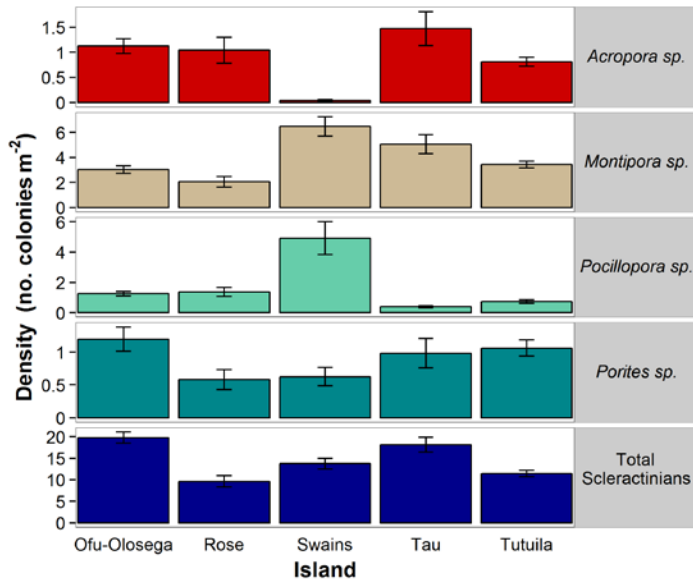 1.5
1
0.5
0
Acropora sp.
6
4
2
0
Montipora sp.
6
4
2
0
Pocillopora sp.
1
0.5
0
Porites sp.
20
15
10
5
0
Total
Scleractinians
Density (no. colonies m⁻²)
Ofu-Olosega Rose Swains Tau Tutuila
Island